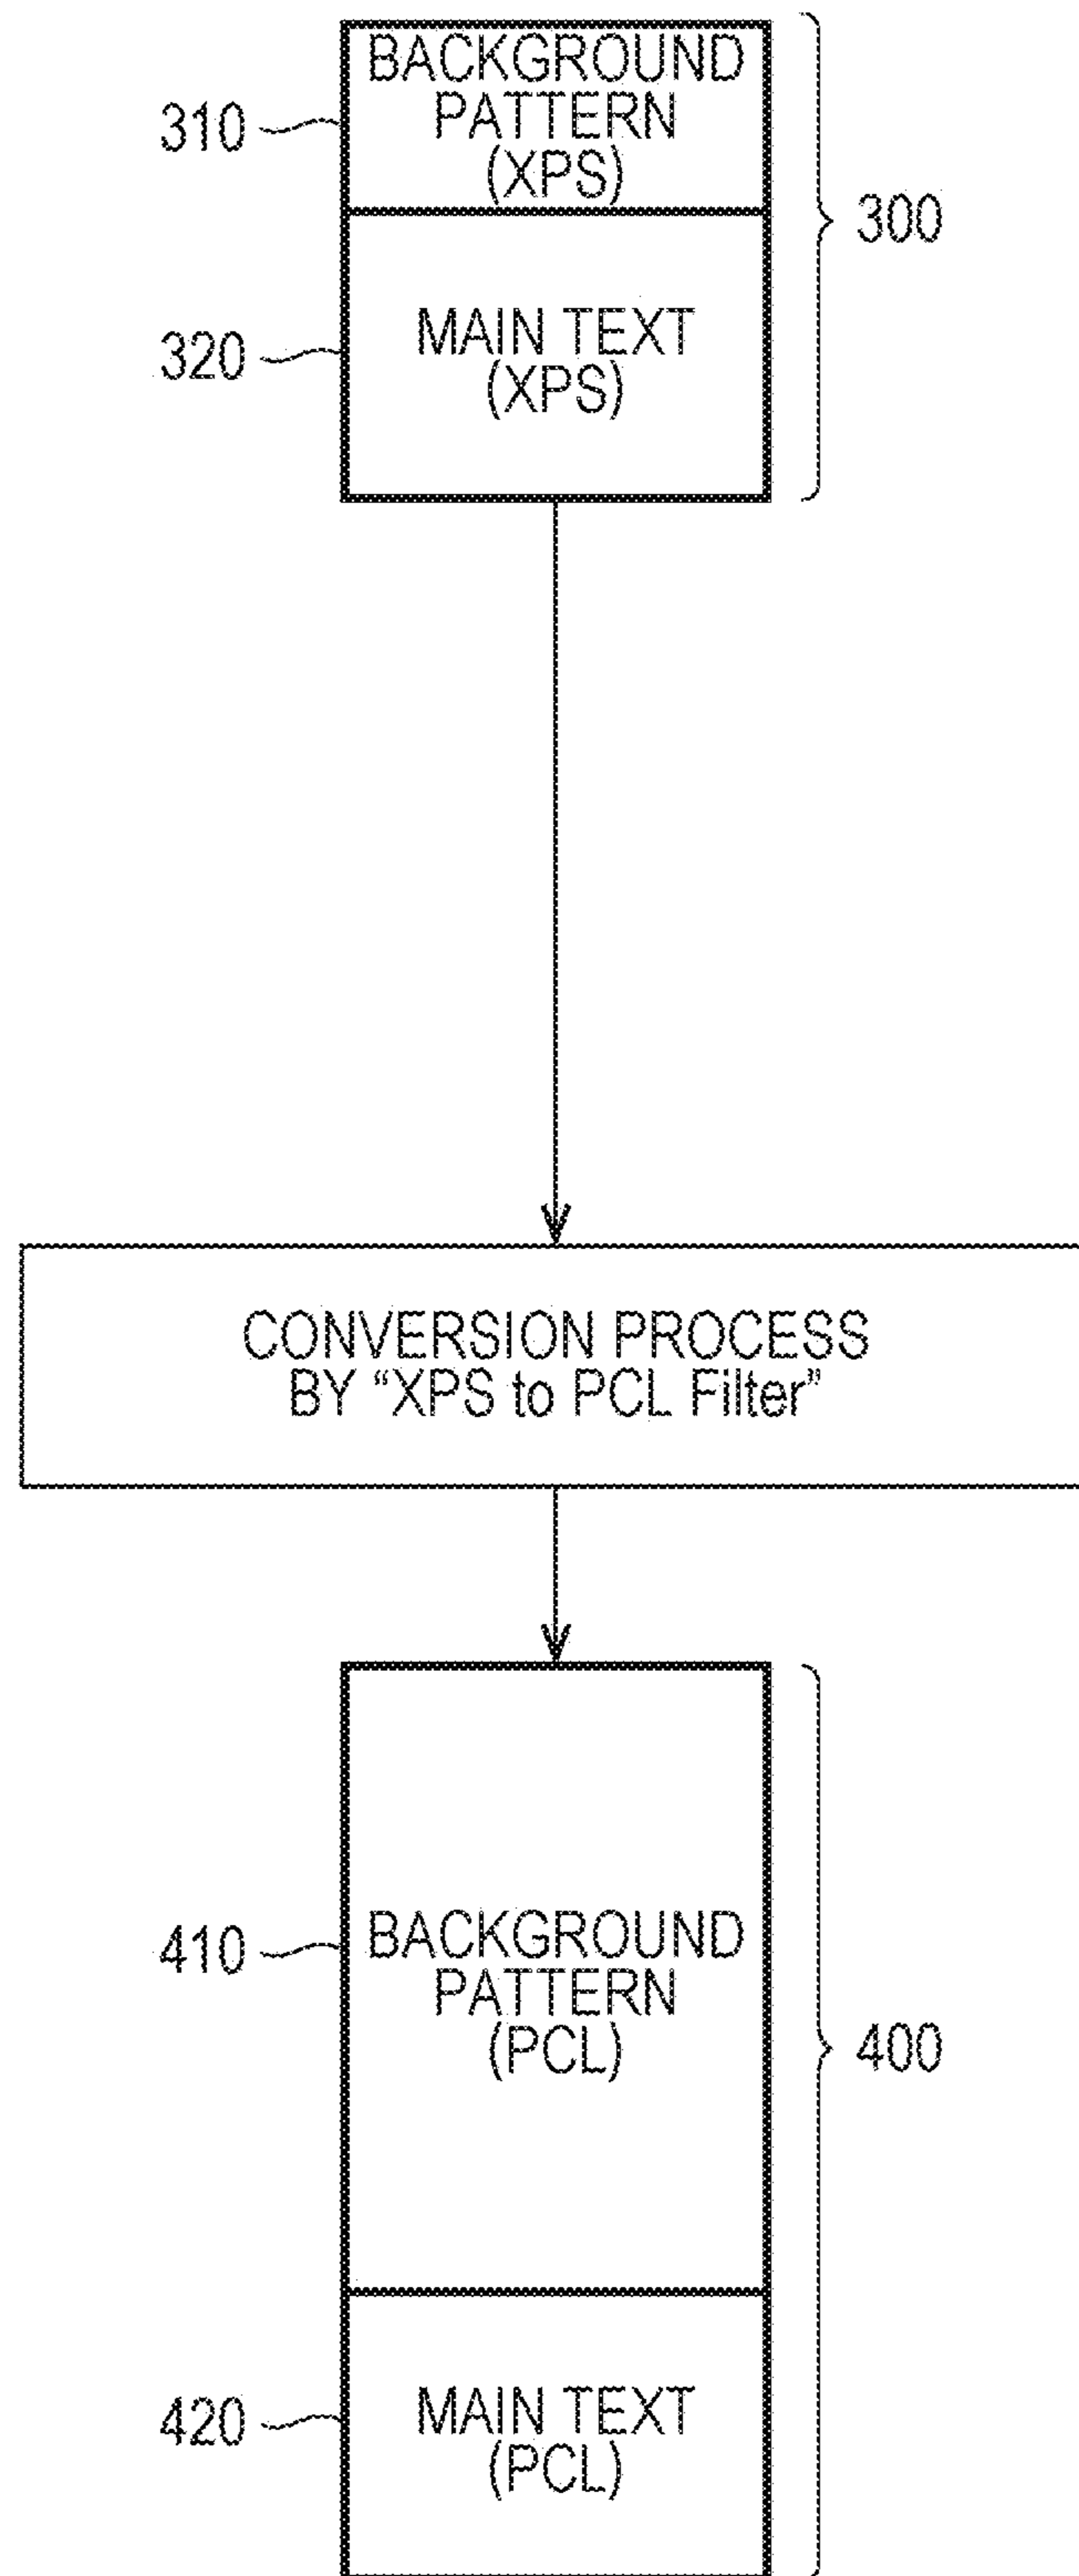 BACKGROUND
PATTERN
(XPS)
310
300
MAIN TEXT
(XPS)
320
CONVERSION PROCESS
BY “XPS to PCL Filter”
BACKGROUND
PATTERN
(PCL)
410
400
MAIN TEXT
(PCL)
420